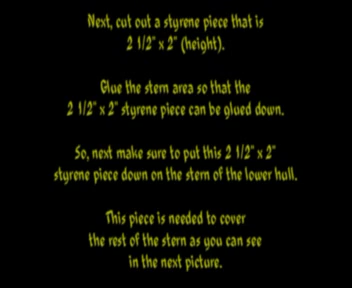 Next, cut out a styrene piece that is
2 1/2" x 2" (height).
Glue the stern area so that the
2 1/2" x 2" styrene piece can be glued down.
So, next make sure to put this 2 1/2" x 2"
styrene piece down on the stern of the lower hull.
This piece is needed to cover
the rest of the stern as you can see
in the next picture.